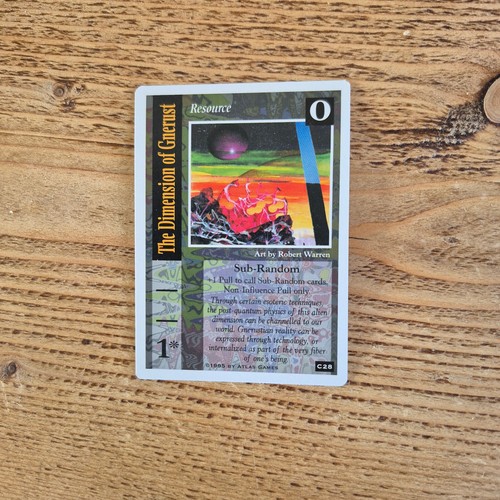 The Dimension of Gnerust
Resource
O
Art by Robert Warren
Sub-Random
+1 Pull to call Sub-Random cards.
Non-Influence Pull only.
Through certain esoteric techniques
the post-quantum physics of this alien
dimension can be channelled to our
world. Gnerustian reality can be
expressed through technology, or
internalized as part of the very fiber
of one's being.
1*
©1995 BY ATLAS GAMES
C28